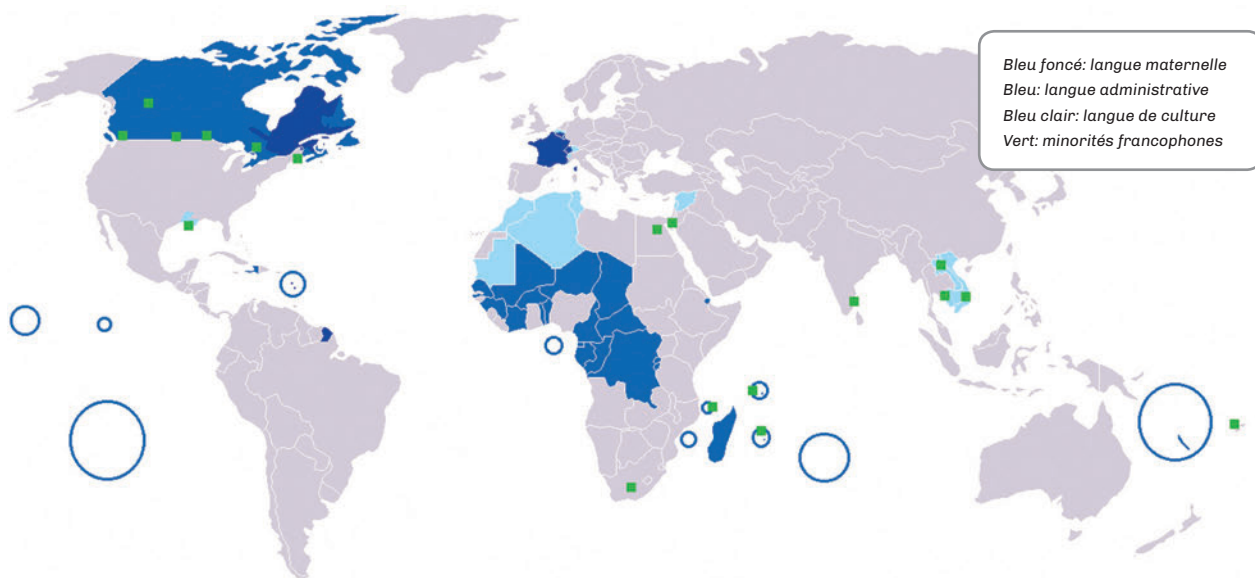 Bleu foncé: langue maternelle
Bleu: langue administrative
Bleu clair: langue de culture
Vert: minorités francophones